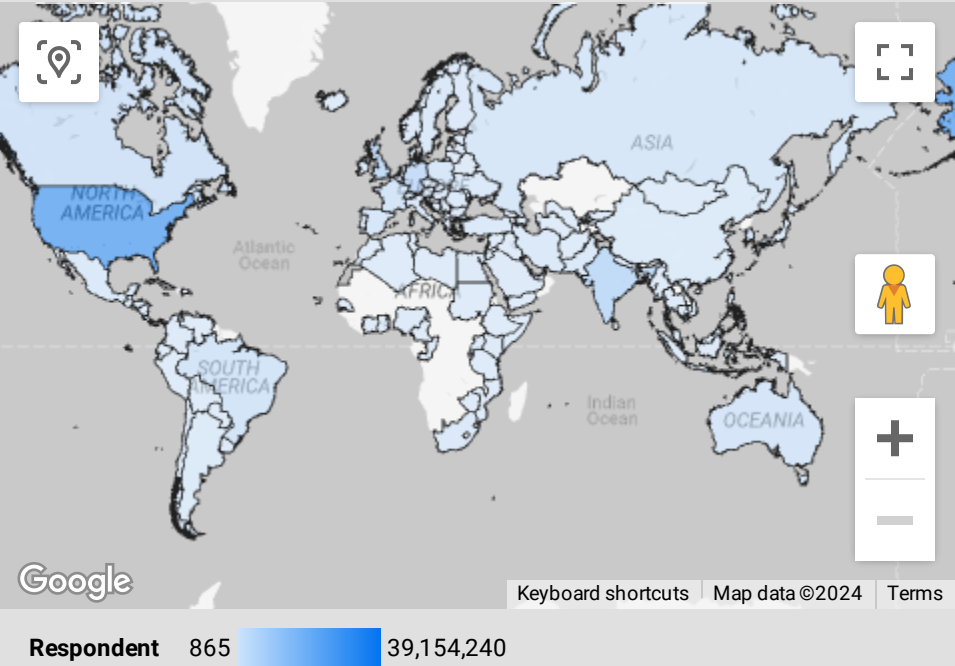 ASIA
NORTH
AMERICA
EUROPE
Atlantic
Ocean
AFRICA
SOUTH
AMERICA
Indian
Ocean
OCEANIA
Google
Keyboard shortcuts
Map data ©2024
Terms
Respondent 865 39,154,240